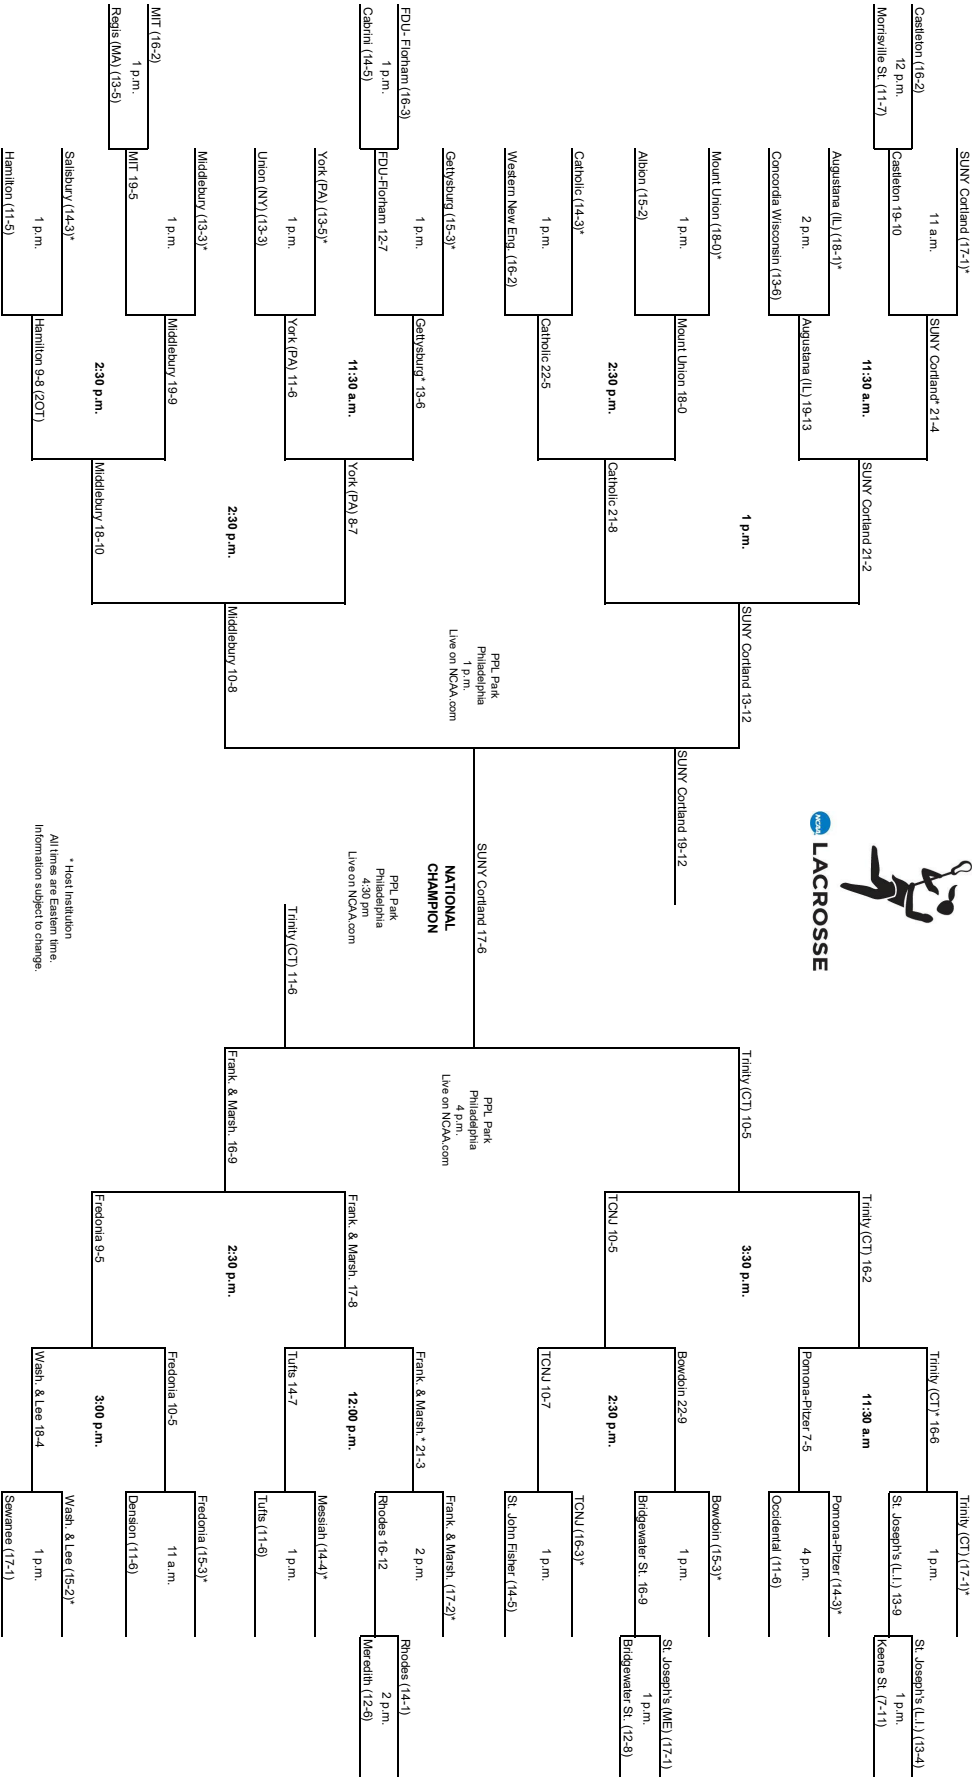 Castleton (16-2)
12 p.m.
Morrisville St. (11-7)
FDU- Florham (16-3)
1 p.m.
Cabrini (14-5)
MIT (16-2)
1 p.m.
Regis (MA) (13-5)
SUNY Cortland (17-1)*
11 a.m.
Castleton 19-10
Augustana (IL) (18-1)*
2 p.m.
Concordia Wisconsin (13-6)
Mount Union (18-0)*
1 p.m.
Albion (15-2)
Catholic (14-3)*
1 p.m.
Western New Eng. (16-2)
Gettysburg (15-3)*
1 p.m.
FDU-Florham 12-7
York (PA) (13-5)*
1 p.m.
Union (NY) (13-3)
Middlebury (13-3)*
1 p.m.
MIT 19-5
Salisbury (14-3)*
1 p.m.
Hamilton (11-5)
SUNY Cortland* 21-4
11:30 a.m.
Augustana (IL) 19-13
Mount Union 18-0
2:30 p.m.
Catholic 22-5
Gettysburg* 13-6
11:30 a.m.
York (PA) 11-6
Middlebury 19-9
2:30 p.m.
Hamilton 9-8 (2OT)
SUNY Cortland 21-2
1 p.m.
Catholic 21-8
York (PA) 8-7
2:30 p.m.
Middlebury 18-10
SUNY Cortland 13-12
PPL Park
Philadelphia
1 p.m.
Live on NCAA.com
Middlebury 10-8
SUNY Cortland 19-12
NCAA LACROSSE
SUNY Cortland 17-6
NATIONAL
CHAMPION
PPL Park
Philadelphia
4:30 pm
Live on NCAA.com
Trinity (CT) 11-6
* Host Institution
All times are Eastern time.
Information subject to change.
Trinity (CT) 10-5
PPL Park
Philadelphia
4 p.m.
Live on NCAA.com
Frank. & Marsh. 16-9
Trinity (CT) 16-2
3:30 p.m.
TCNJ 10-5
Frank. & Marsh. 17-8
2:30 p.m.
Fredonia 9-5
Trinity (CT)* 16-6
11:30 a.m
Pomona-Pitzer 7-5
Bowdoin 22-9
2:30 p.m.
TCNJ 10-7
Frank. & Marsh.* 21-3
12:00 p.m.
Tufts 14-7
Fredonia 10-5
3:00 p.m.
Wash. & Lee 18-4
Trinity (CT) (17-1)*
1 p.m.
St. Joseph's (L.I.) 13-9
Pomona-Pitzer (14-3)*
4 p.m.
Occidental (11-6)
Bowdoin (15-3)*
1 p.m.
Bridgewater St. 16-9
TCNJ (16-3)*
1 p.m.
St. John Fisher (14-5)
Frank. & Marsh. (17-2)*
2 p.m.
Rhodes 16-12
Messiah (14-4)*
1 p.m.
Tufts (11-6)
Fredonia (15-3)*
11 a.m.
Dension (11-6)
Wash. & Lee (15-2)*
1 p.m.
Sewanee (17-1)
St. Joseph's (L.I.) (13-4)
1 p.m.
Keene St. (7-11)
St. Joseph's (ME) (17-1)
1 p.m.
Bridgewater St. (12-8)
Rhodes (14-1)
2 p.m.
Meredith (12-6)